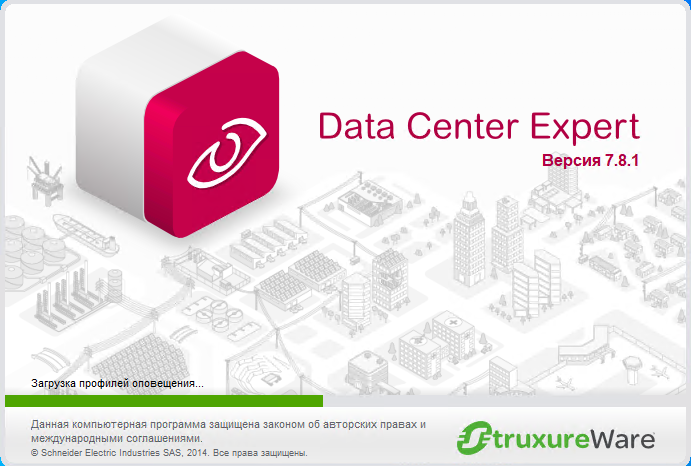 Data Center Expert
Версия 7.8.1
Загрузка профилей оповещения...
Данная компьютерная программа защищена законом об авторских правах и
международными соглашениями.
© Schneider Electric Industries SAS, 2014. Все права защищены.
StruxureWare